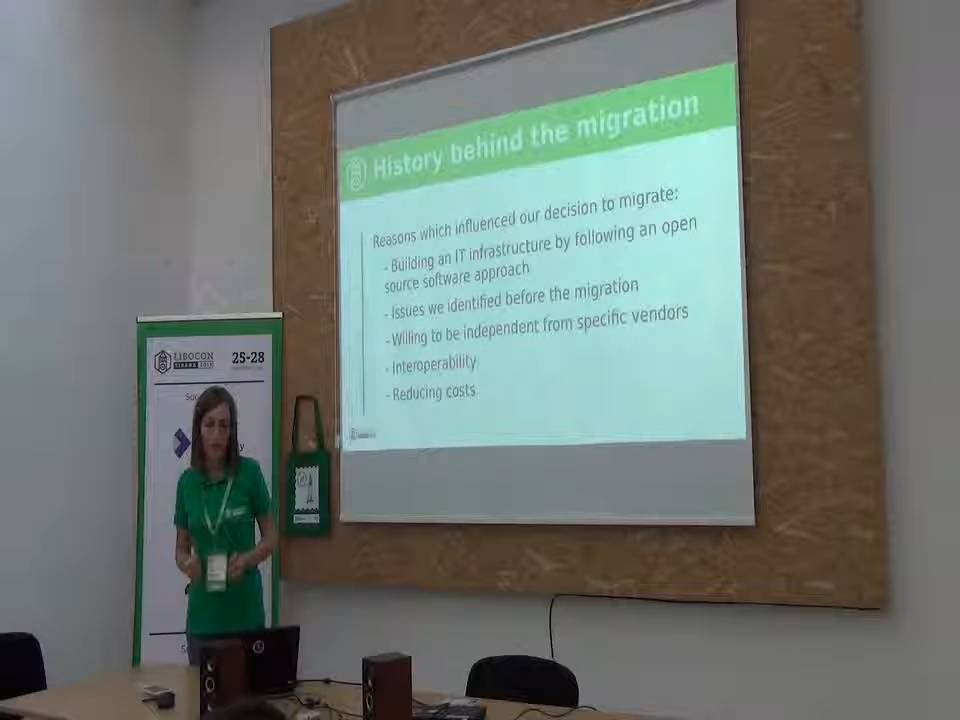 History behind the migration
Reasons which influenced our decision to migrate:
- Building an IT infrastructure by following an open
source software approach
- Issues we identified before the migration
- Willing to be independent from specific vendors
- Interoperability
- Reducing costs
LIBOCON
25-28